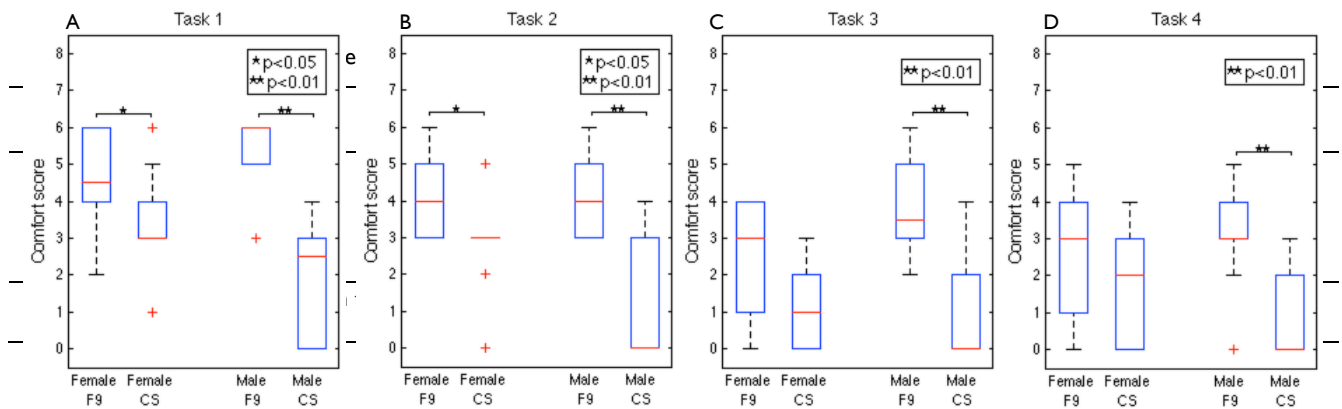 A
Task 1
Comfort score
8
7
6
5
4
3
2
1
0
★ p<0.05
★★ p<0.01
★
★★
Female F9
Female CS
Male F9
Male CS
e
B
Task 2
Comfort score
8
7
6
5
4
3
2
1
0
★ p<0.05
★★ p<0.01
★
★★
Female F9
Female CS
Male F9
Male CS
C
Task 3
Comfort score
8
7
6
5
4
3
2
1
0
★★ p<0.01
★★
Female F9
Female CS
Male F9
Male CS
D
Task 4
Comfort score
8
7
6
5
4
3
2
1
0
★★ p<0.01
★★
Female F9
Female CS
Male F9
Male CS